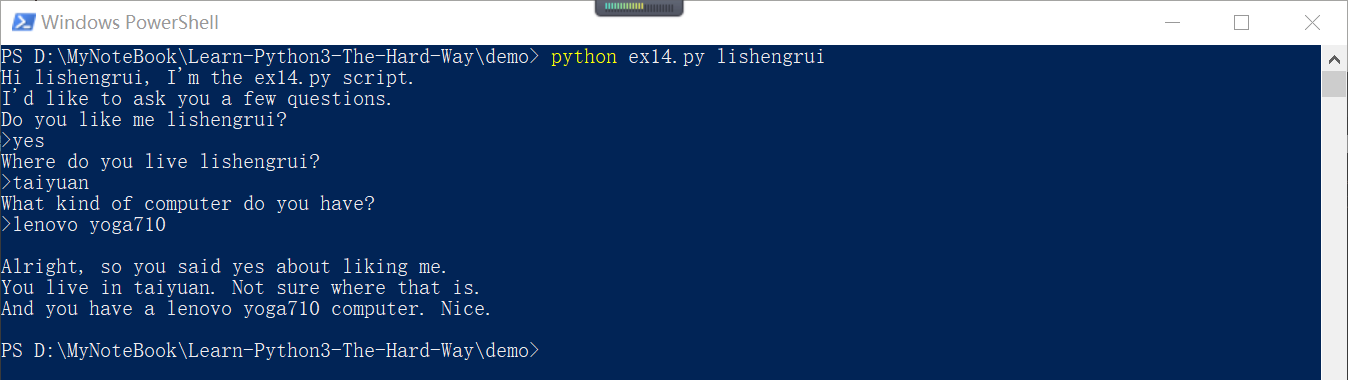 Windows PowerShell
PS D:\MyNoteBook\Learn-Python3-The-Hard-Way\demo> python ex14.py lishengrui
Hi lishengrui, I'm the ex14.py script.
I'd like to ask you a few questions.
Do you like me lishengrui?
>yes
Where do you live lishengrui?
>taiyuan
What kind of computer do you have?
>lenovo yoga710
Alright, so you said yes about liking me.
You live in taiyuan. Not sure where that is.
And you have a lenovo yoga710 computer. Nice.
PS D:\MyNoteBook\Learn-Python3-The-Hard-Way\demo>